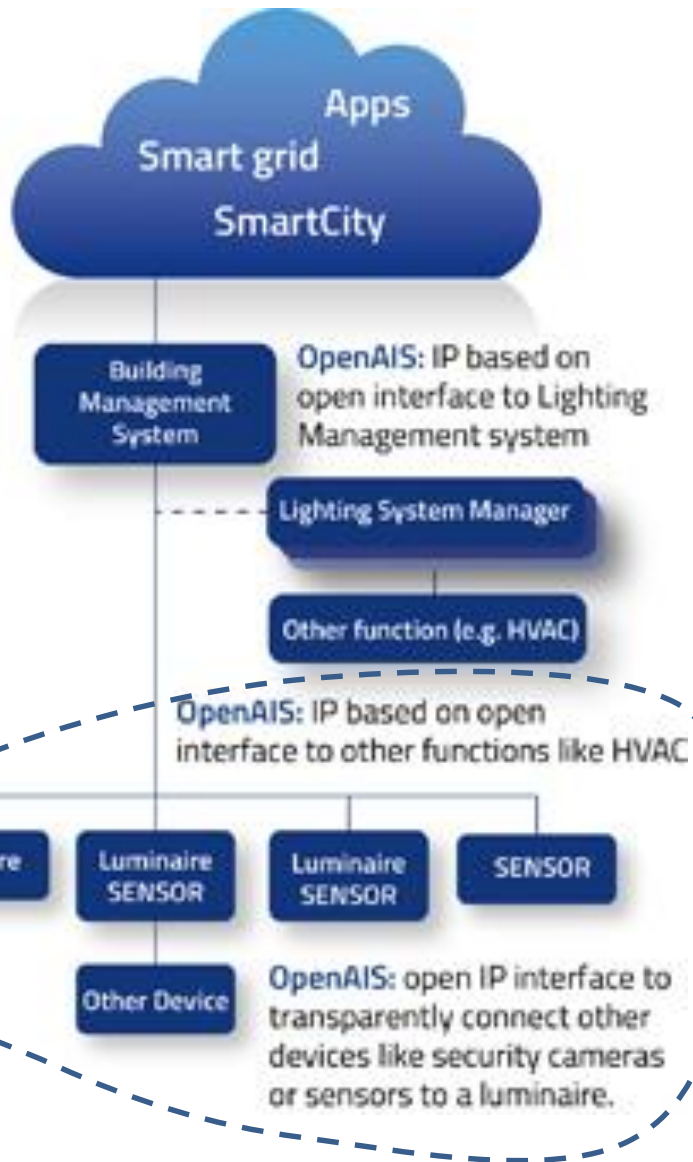 Apps
Smart grid
SmartCity
Building
Management
System
OpenAIS: IP based on
open interface to Lighting
Management system
Lighting System Manager
Other function (e.g. HVAC)
OpenAIS: IP based on open
interface to other functions like HVAC
re
Luminaire
SENSOR
Luminaire
SENSOR
SENSOR
Other Device
OpenAIS: open IP interface to
transparently connect other
devices like security cameras
or sensors to a luminaire.